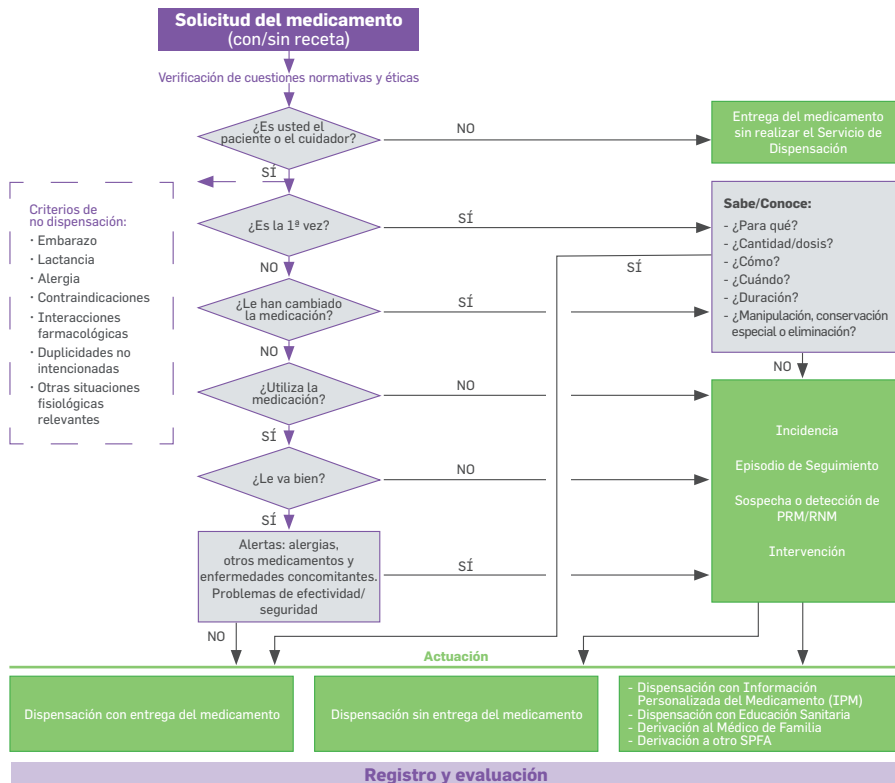 Solicitud del medicamento
(con/sin receta)
Verificación de cuestiones normativas y éticas
¿Es usted el
paciente o el cuidador?
NO
Entrega del medicamento
sin realizar el Servicio de
Dispensación
SÍ
Criterios de
no dispensación:
· Embarazo
· Lactancia
· Alergia
· Contraindicaciones
· Interacciones
farmacológicas
· Duplicidades no
intencionadas
· Otras situaciones
fisiológicas
relevantes
¿Es la 1ª vez?
SÍ
Sabe/Conoce:
- ¿Para qué?
- ¿Cantidad/dosis?
- ¿Cómo?
- ¿Cuándo?
- ¿Duración?
- ¿Manipulación, conservación
especial o eliminación?
SÍ
NO
NO
¿Le han cambiado
la medicación?
SÍ
NO
¿Utiliza la
medicación?
NO
SÍ
¿Le va bien?
NO
SÍ
Incidencia
Episodio de Seguimiento
Sospecha o detección de
PRM/RNM
Intervención
Alertas: alergias,
otros medicamentos y
enfermedades concomitantes.
Problemas de efectividad/
seguridad
SÍ
NO
Actuación
Dispensación con entrega del medicamento
Dispensación sin entrega del medicamento
- Dispensación con Información
Personalizada del Medicamento (IPM)
- Dispensación con Educación Sanitaria
- Derivación al Médico de Familia
- Derivación a otro SPFA
Registro y evaluación